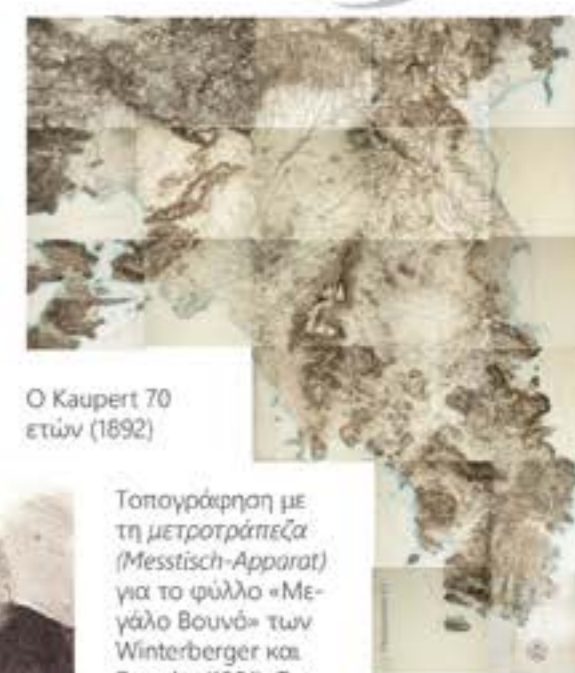 Ο Kaupert 70
ετών (1892)
Τοπογράφηση με
τη μετροτράπεζα
(Messtisch-Apparat)
για το φύλλο «Με-
γάλο Βουνό» των
Winterberger και